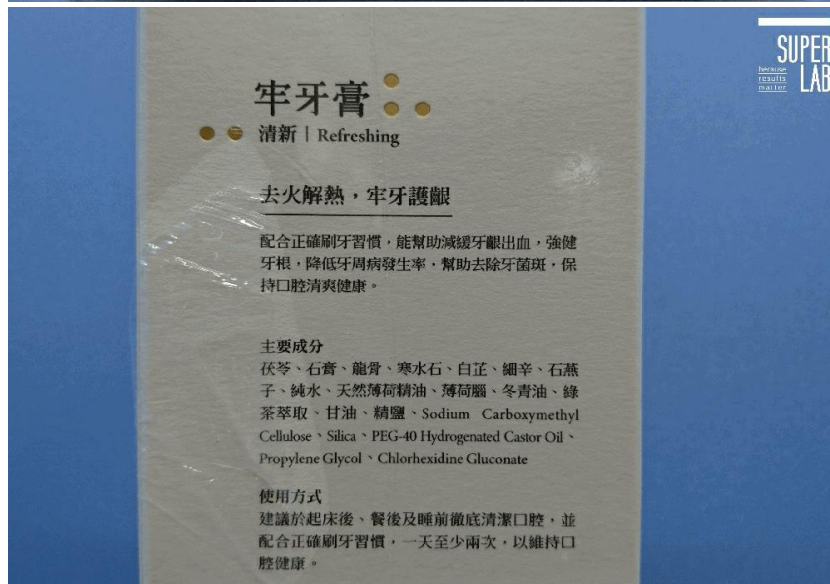 SUPER
LAB
because
results
matter
牢牙膏
清新 | Refreshing
去火解熱，牢牙護齦
配合正確刷牙習慣，能幫助減緩牙齦出血，強健
牙根，降低牙周病發生率，幫助去除牙菌斑，保
持口腔清爽健康。
主要成分
茯苓、石膏、龍骨、寒水石、白芷、細辛、石燕
子、純水、天然薄荷精油、薄荷腦、冬青油、綠
茶萃取、甘油、精鹽、Sodium Carboxymethyl
Cellulose、Silica、PEG-40 Hydrogenated Castor Oil、
Propylene Glycol、Chlorhexidine Gluconate
使用方式
建議於起床後、餐後及睡前徹底清潔口腔，並
配合正確刷牙習慣，一天至少兩次，以維持口
腔健康。